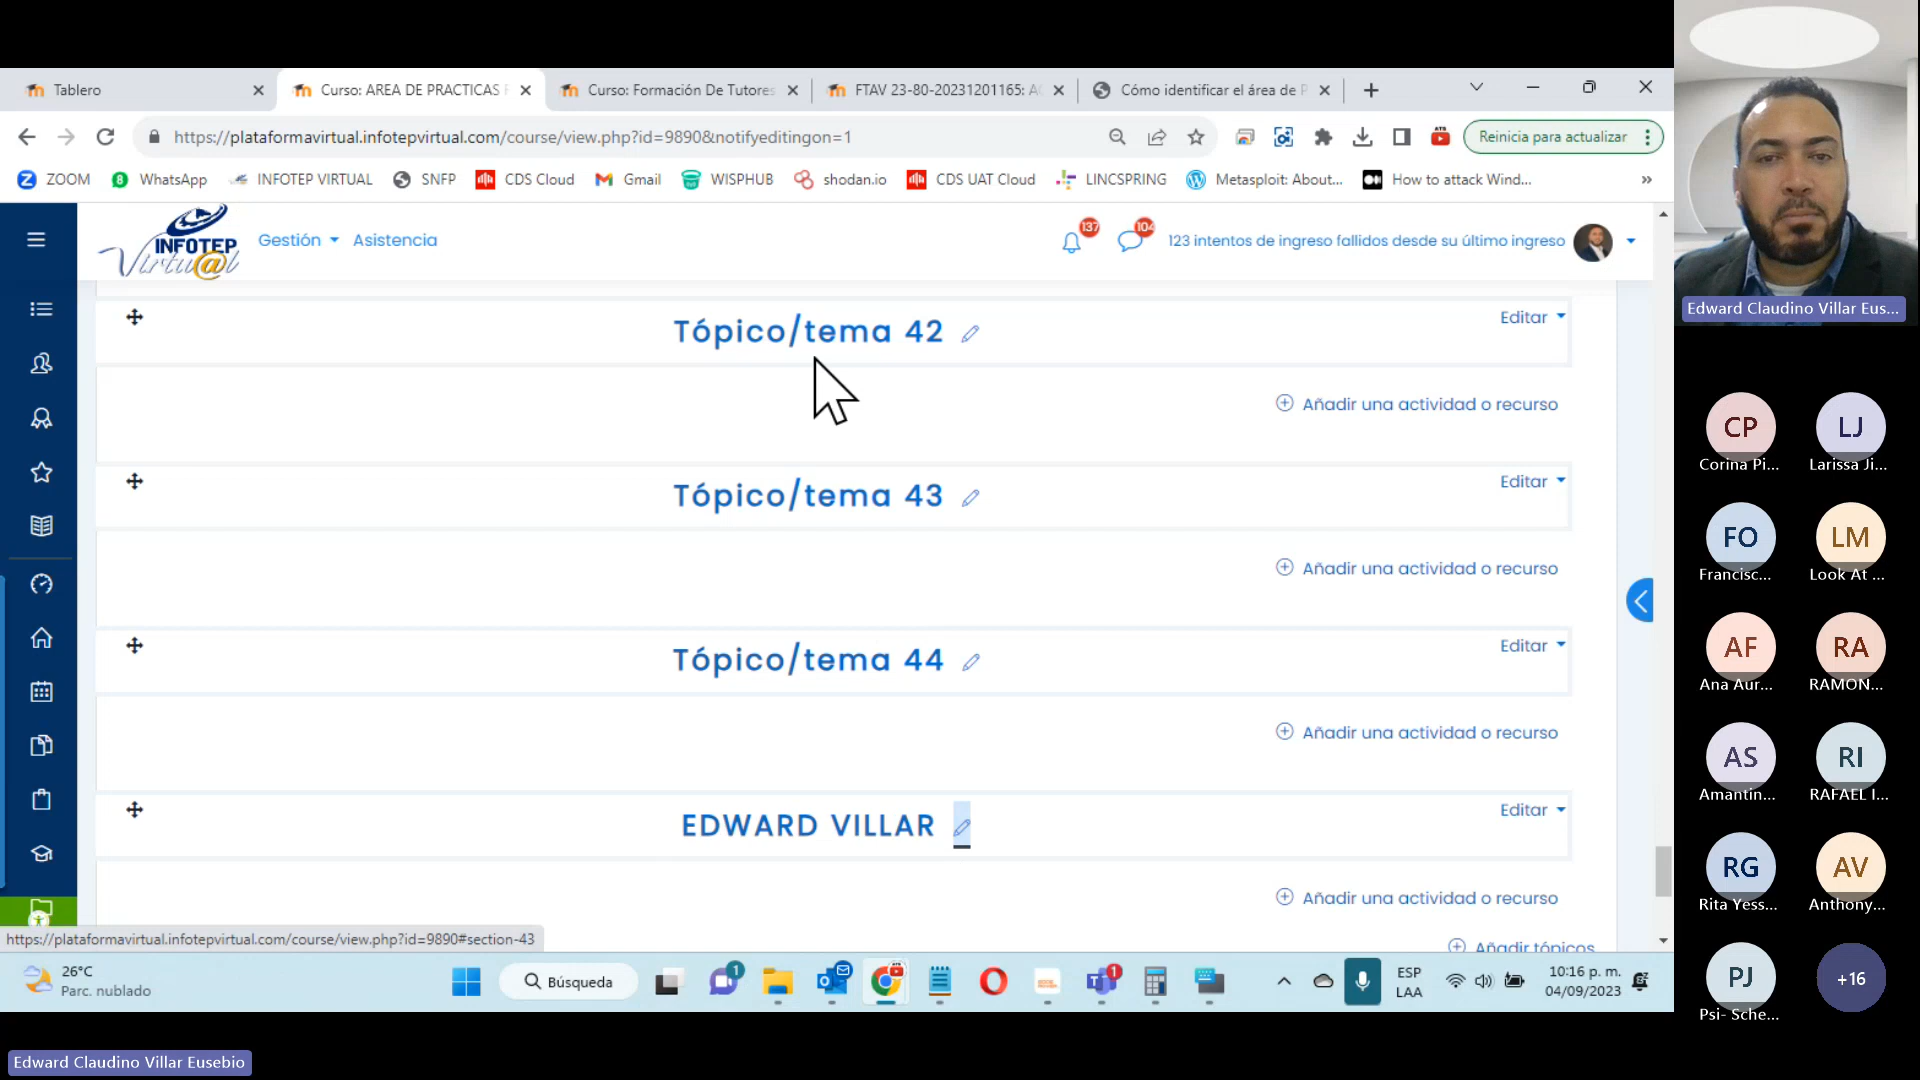 Tablero
Curso: AREA DE PRACTICAS
Curso: Formación De Tutores
FTAV 23-80-20231201165: A
Cómo identificar el área de P
https://plataformavirtual.infotepvirtual.com/course/view.php?id=9890&notifyeditingon=1
Reinicia para actualizar
ZOOM
WhatsApp
INFOTEP VIRTUAL
SNFP
CDS Cloud
Gmail
WISPHUB
shodan.io
CDS UAT Cloud
LINCSPRING
Metasploit: About...
How to attack Wind...
»
INFOTEP
Virtu@l
Gestión
Asistencia
137
104
123 intentos de ingreso fallidos desde su último ingreso
Tópico/tema 42
Editar
Añadir una actividad o recurso
Tópico/tema 43
Editar
Añadir una actividad o recurso
Tópico/tema 44
Editar
Añadir una actividad o recurso
EDWARD VILLAR
Editar
Añadir una actividad o recurso
Añadir tópicos
https://plataformavirtual.infotepvirtual.com/course/view.php?id=9890#section-43
26°C
Parc. nublado
Búsqueda
1
1
ESP
LAA
10:16 p. m.
04/09/2023
Edward Claudino Villar Eusebio
Edward Claudino Villar Eus...
CP
Corina Pi...
LJ
Larissa Ji...
FO
Francisc...
LM
Look At ...
AF
Ana Aur...
RA
RAMON...
AS
Amantin...
RI
RAFAEL I...
RG
Rita Yess...
AV
Anthony...
PJ
Psi- Sche...
+16